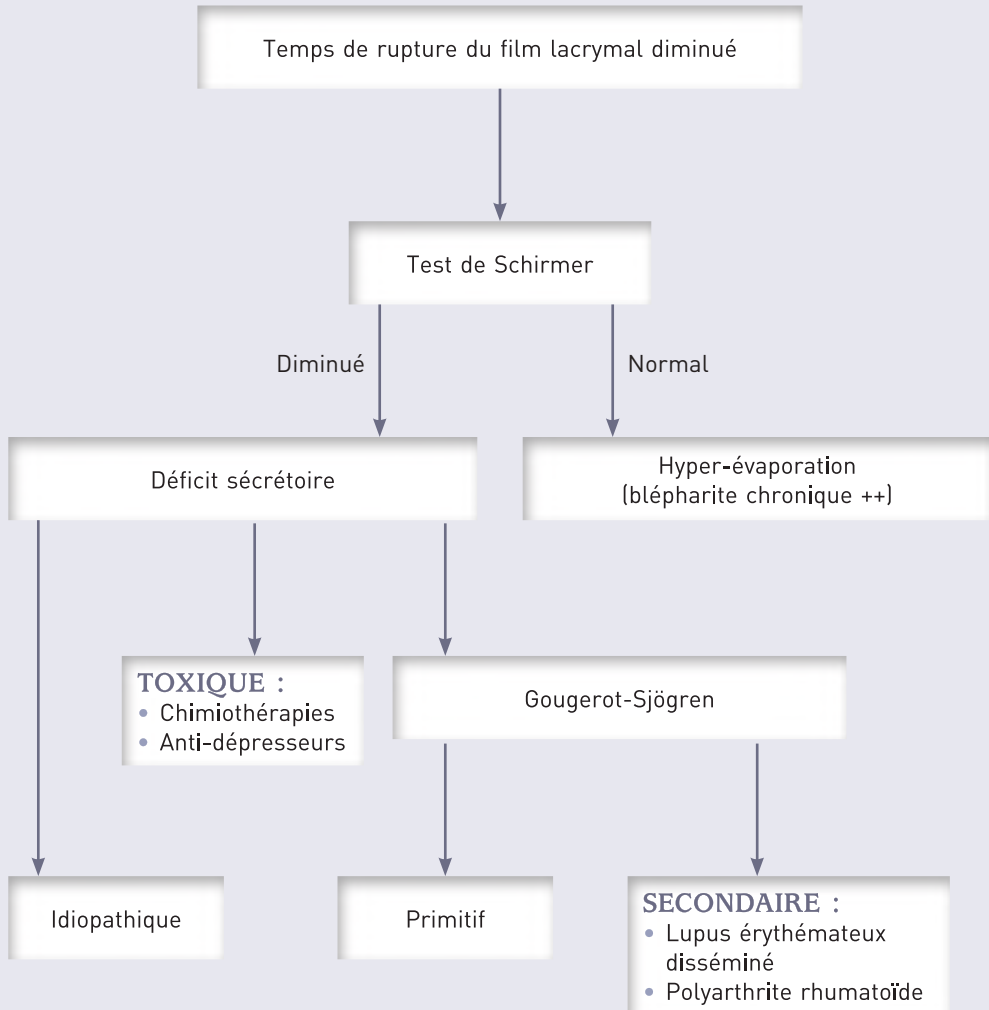 Temps de rupture du film lacrymal diminué
Test de Schirmer
Diminué
Normal
Déficit sécrétoire
Hyper-évaporation
(blépharite chronique ++)
TOXIQUE :
• Chimiothérapies
• Anti-dépresseurs
Gougerot-Sjögren
Idiopathique
Primitif
SECONDAIRE :
• Lupus érythémateux
disséminé
• Polyarthrite rhumatoïde